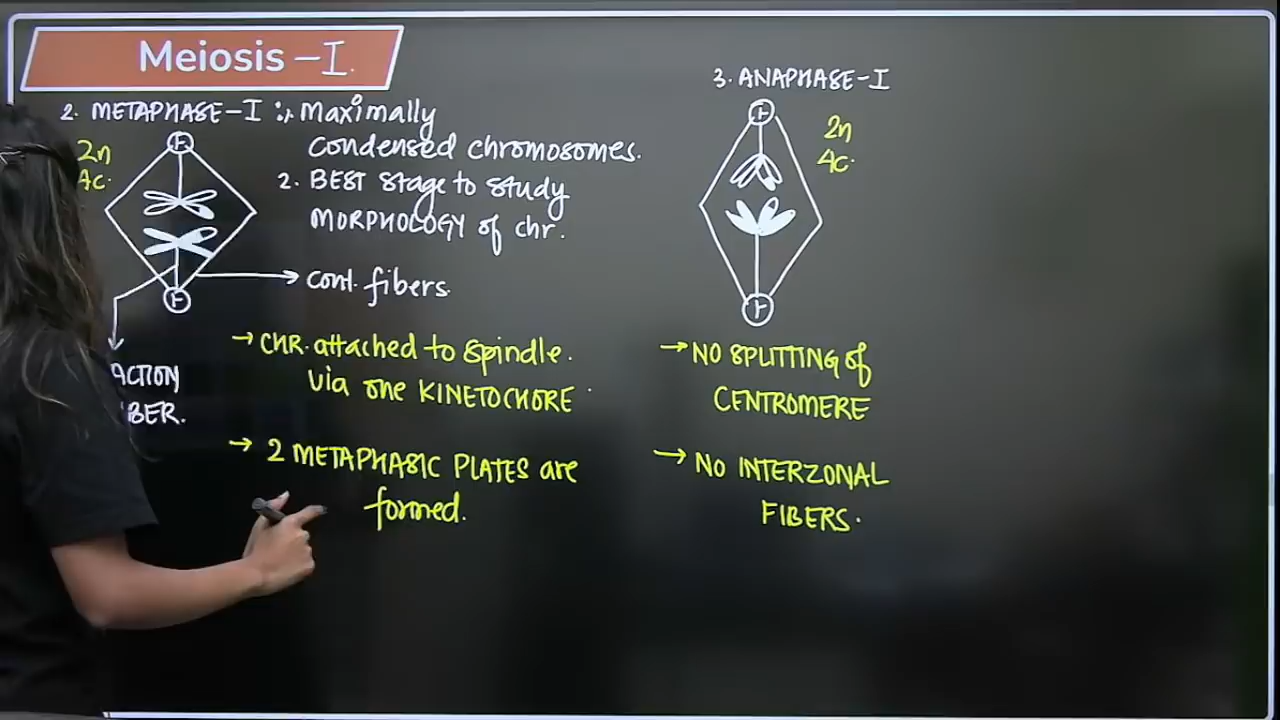 Meiosis - I
2. METAPHASE-I :1. Maximally
Condensed chromosomes.
2n
4c.
2. BEST stage to study
MORPHOLOGY of chr.
cont. fibers.
ACTION
BER.
→ CHR. attached to spindle.
via one KINETOCHORE
→ 2 METAPHASIC PLATES are
formed.
3. ANAPHASE-I
2n
4c.
→ NO SPLITTING of
CENTROMERE
→ NO INTERZONAL
FIBERS.